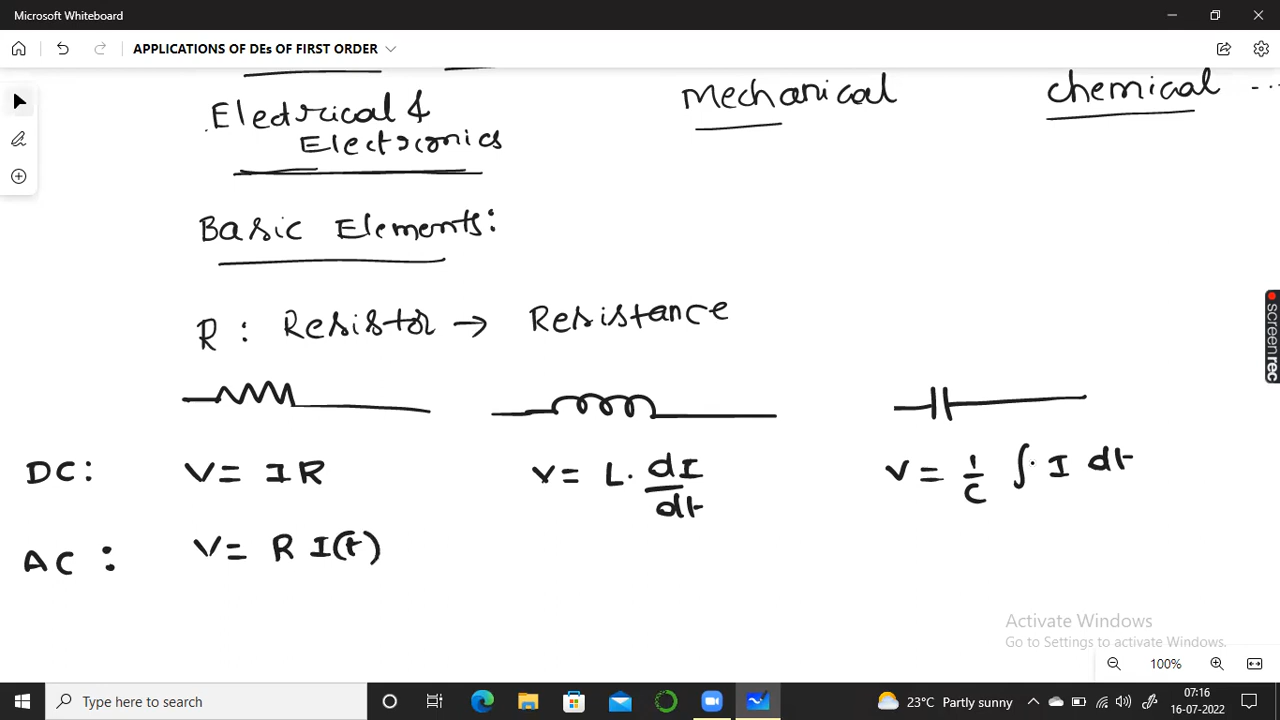 Microsoft Whiteboard
APPLICATIONS OF DEs OF FIRST ORDER
Electrical &
Electronics
Mechanical
chemical ...
Basic Elements:
R : Resistor → Resistance
DC: V = IR
V = L. dI/dt
V = 1/C ∫. I dt
AC : V = R I(t)
screenrec
Activate Windows
Go to Settings to activate Windows.
100%
Type here to search
23°C Partly sunny
07:16
16-07-2022